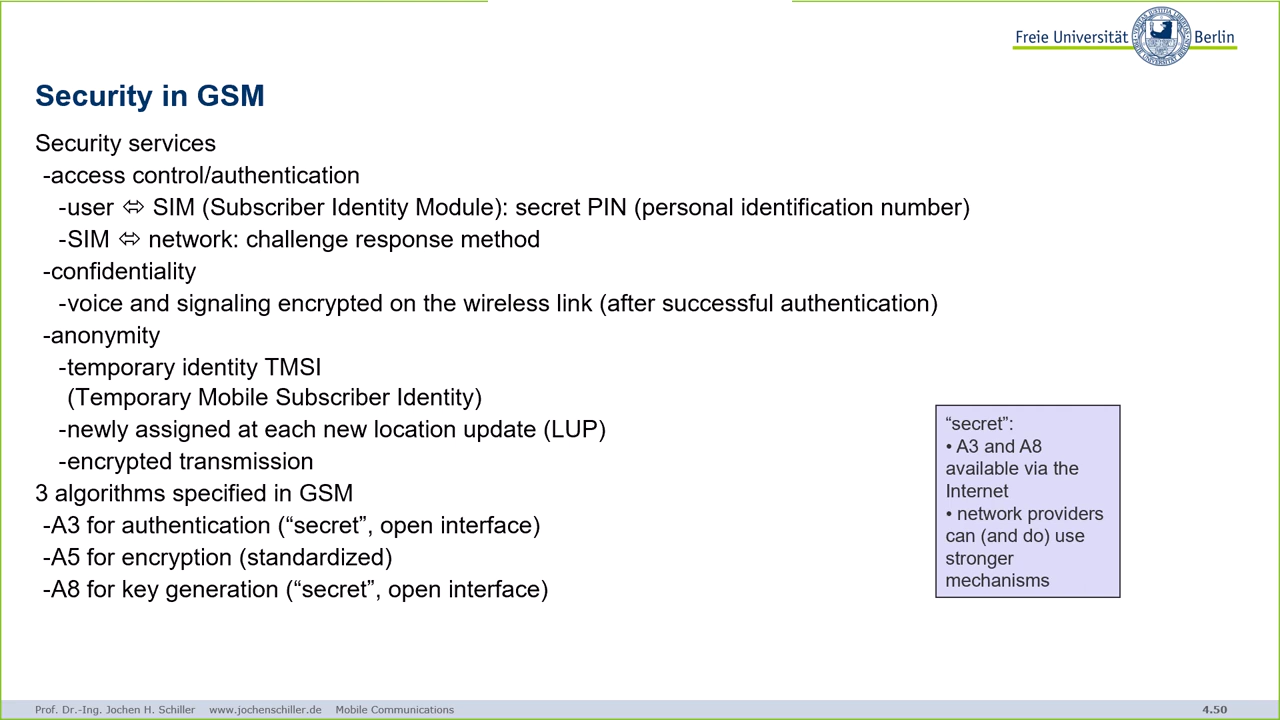 Freie Universität Berlin
Security in GSM
Security services
-access control/authentication
-user ⬄ SIM (Subscriber Identity Module): secret PIN (personal identification number)
-SIM ⬄ network: challenge response method
-confidentiality
-voice and signaling encrypted on the wireless link (after successful authentication)
-anonymity
-temporary identity TMSI
(Temporary Mobile Subscriber Identity)
-newly assigned at each new location update (LUP)
-encrypted transmission
3 algorithms specified in GSM
-A3 for authentication (“secret”, open interface)
-A5 for encryption (standardized)
-A8 for key generation (“secret”, open interface)
“secret”:
• A3 and A8
available via the
Internet
• network providers
can (and do) use
stronger
mechanisms
Prof. Dr.-Ing. Jochen H. Schiller www.jochenschiller.de Mobile Communications
4.50